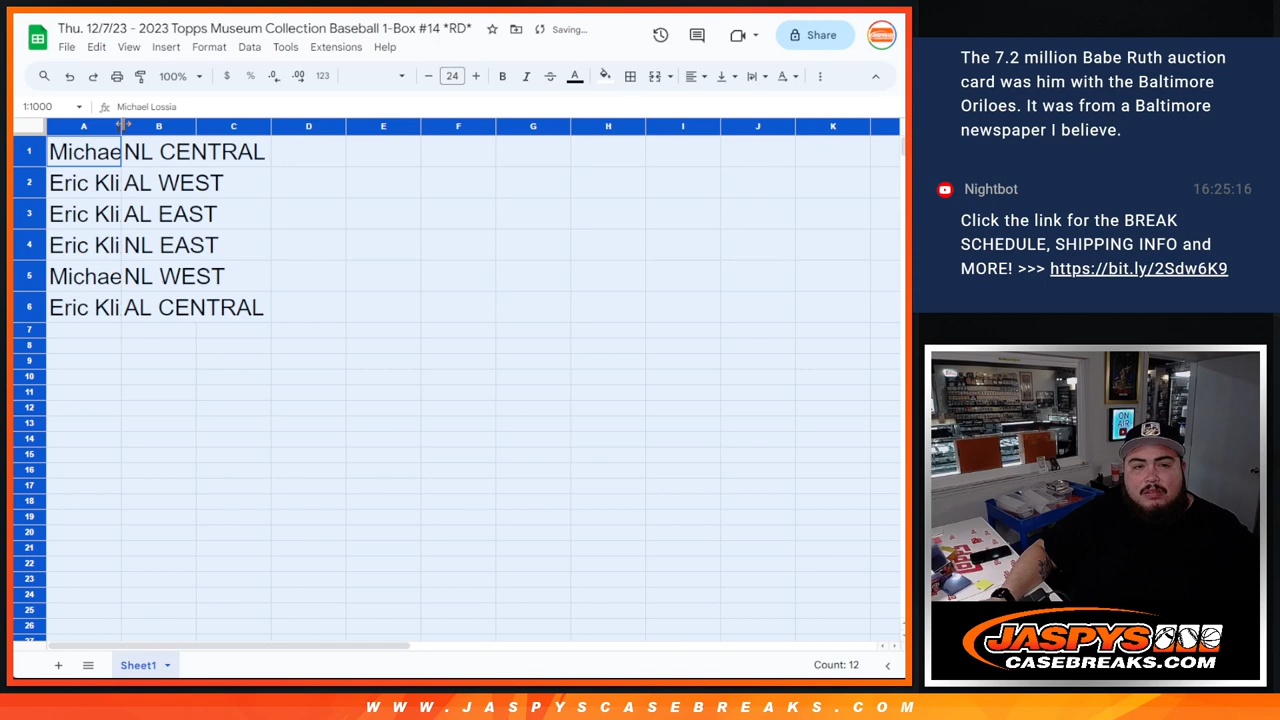 Thu. 12/7/23 - 2023 Topps Museum Collection Baseball 1-Box #14 *RD*
Saving...
File Edit View Insert Format Data Tools Extensions Help
Share
100% $ % .0 .00 123 24 B I S A
1:1000 fx Michael Lossia
A B C D E F G H I J K
1 Michae NL CENTRAL
2 Eric Kli AL WEST
3 Eric Kli AL EAST
4 Eric Kli NL EAST
5 Michae NL WEST
6 Eric Kli AL CENTRAL
7
8
9
10
11
12
13
14
15
16
17
18
19
20
21
22
23
24
25
26
27
Sheet1
Count: 12
The 7.2 million Babe Ruth auction
card was him with the Baltimore
Oriloes. It was from a Baltimore
newspaper I believe.
Nightbot 16:25:16
Click the link for the BREAK
SCHEDULE, SHIPPING INFO and
MORE! >>> https://bit.ly/2Sdw6K9
ON
AIR
JASPYS
CASEBREAKS.COM
WWW.JASPYSCASEBREAKS.COM